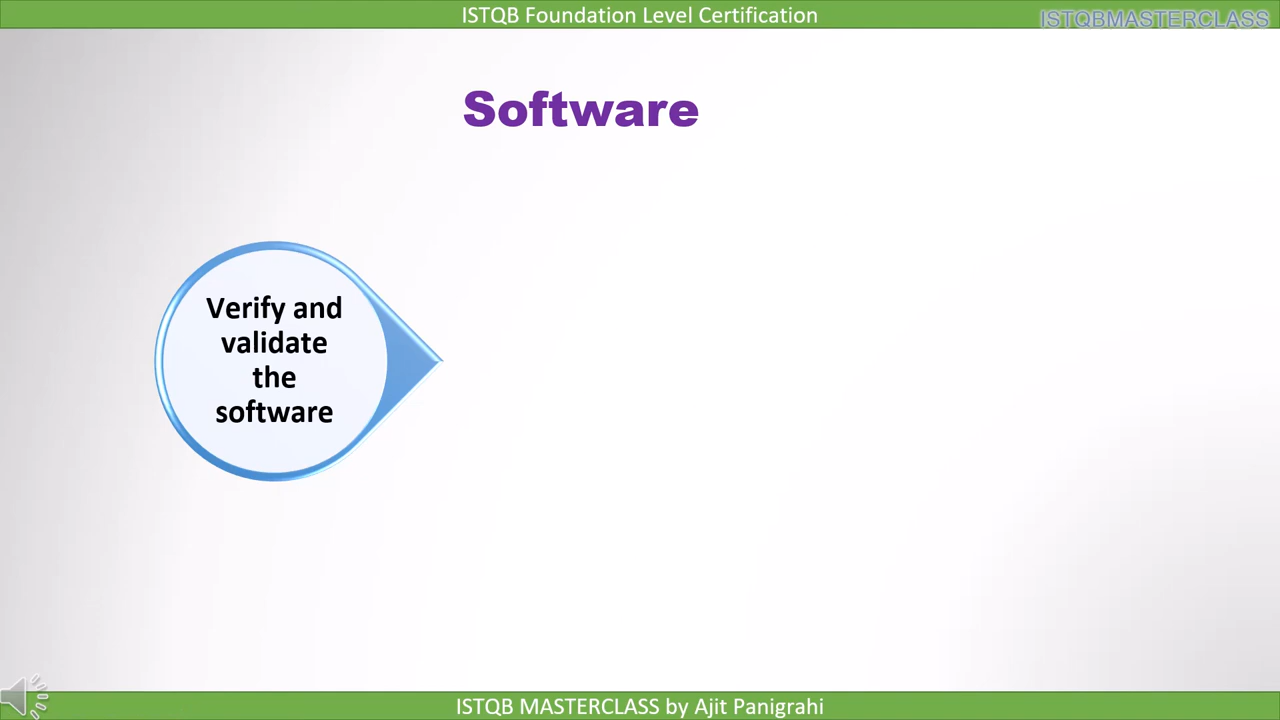 ISTQB Foundation Level Certification
ISTQBMASTERCLASS
Software
Verify and
validate
the
software
ISTQB MASTERCLASS by Ajit Panigrahi